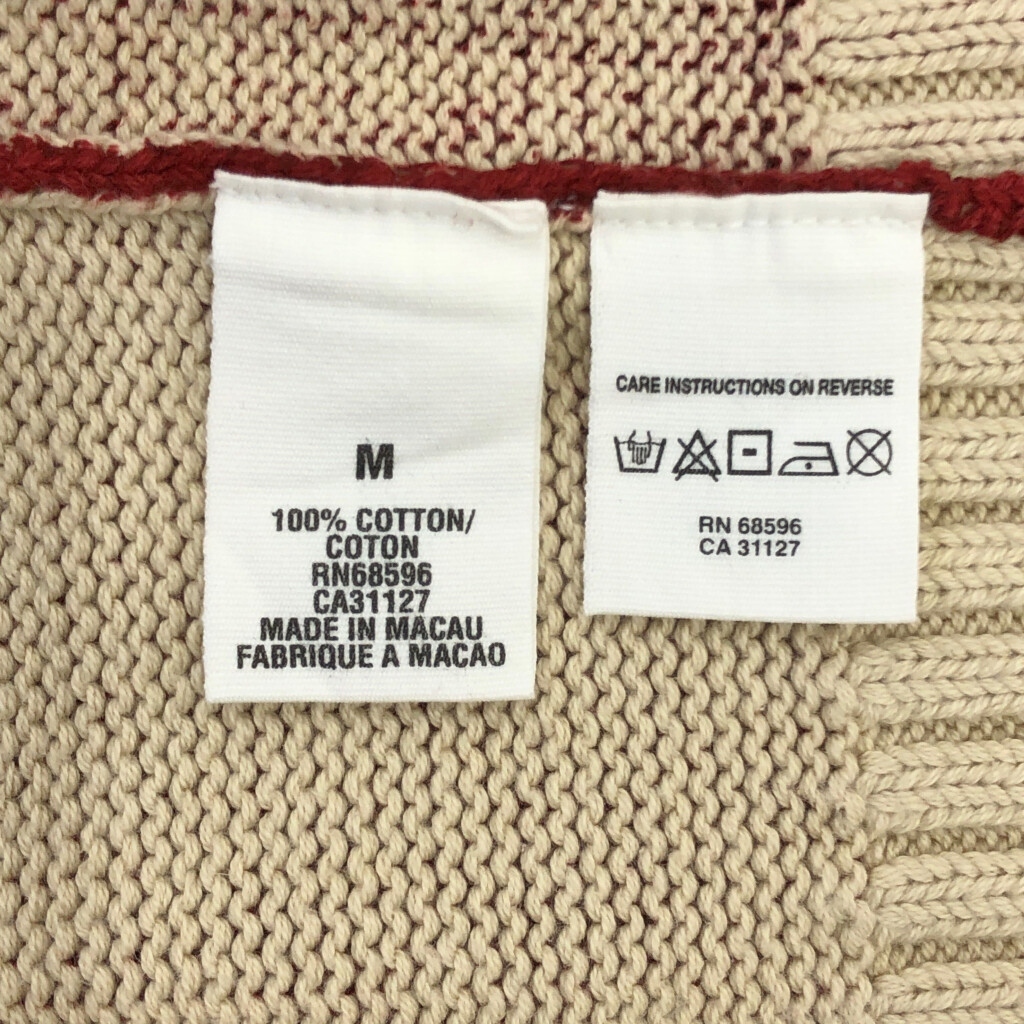 M
100% COTTON/
COTON
RN68596
CA31127
MADE IN MACAU
FABRIQUE A MACAO
CARE INSTRUCTIONS ON REVERSE
RN 68596
CA 31127